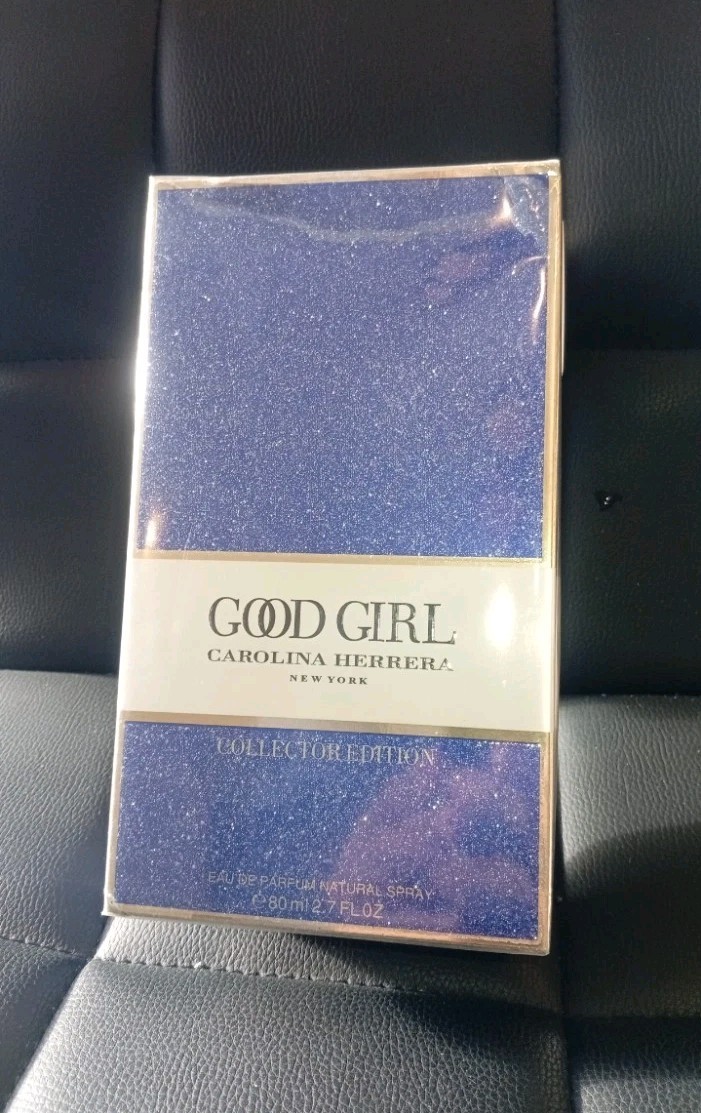 GOOD GIRL
CAROLINA HERRERA
NEW YORK
COLLECTOR EDITION
EAU DE PARFUM NATURAL SPRAY
℮ 80 ml 2.7 FL.OZ